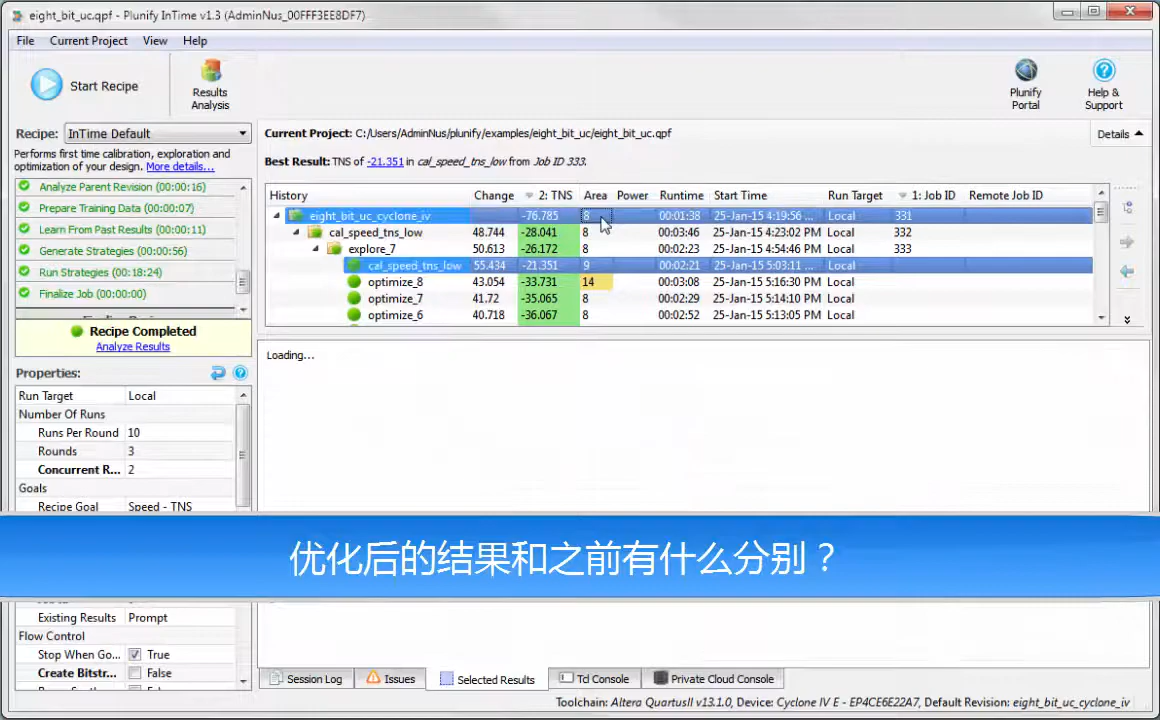 eight_bit_uc.qpf - Plunify InTime v1.3 (AdminNus_00FFF3EE8DF7)
File Current Project View Help
Start Recipe
Results Analysis
Plunify Portal
Help & Support
Recipe: InTime Default
Performs first time calibration, exploration and
optimization of your design. More details...
Analyze Parent Revision (00:00:16)
Prepare Training Data (00:00:07)
Learn From Past Results (00:00:11)
Generate Strategies (00:00:56)
Run Strategies (00:18:24)
Finalize Job (00:00:00)
Recipe Completed
Analyze Results
Properties:
Run Target Local
Number Of Runs
Runs Per Round 10
Rounds 3
Concurrent R... 2
Goals
Recipe Goal Speed - TNS
Current Project: C:/Users/AdminNus/plunify/examples/eight_bit_uc/eight_bit_uc.qpf
Details
Best Result: TNS of -21.351 in cal_speed_tns_low from Job ID 333.
History Change 2: TNS Area Power Runtime Start Time Run Target 1: Job ID Remote Job ID
eight_bit_uc_cyclone_iv -76.785 8 00:01:38 25-Jan-15 4:19:56 ... Local 331
cal_speed_tns_low 48.744 -28.041 8 00:03:46 25-Jan-15 4:23:02 PM Local 332
explore_7 50.613 -26.172 8 00:02:23 25-Jan-15 4:54:46 PM Local 333
cal_speed_tns_low 55.434 -21.351 9 00:02:21 25-Jan-15 5:03:11 ... Local
optimize_8 43.054 -33.731 14 00:03:08 25-Jan-15 5:16:30 PM Local
optimize_7 41.72 -35.065 8 00:02:29 25-Jan-15 5:14:10 PM Local
optimize_6 40.718 -36.067 8 00:02:52 25-Jan-15 5:13:05 PM Local
Loading...
优化后的结果和之前有什么分别？
Existing Results Prompt
Flow Control
Stop When Go... True
Create Bitstr... False
Session Log Issues Selected Results Tcl Console Private Cloud Console
Toolchain: Altera QuartusII v13.1.0, Device: Cyclone IV E - EP4CE6E22A7, Default Revision: eight_bit_uc_cyclone_iv